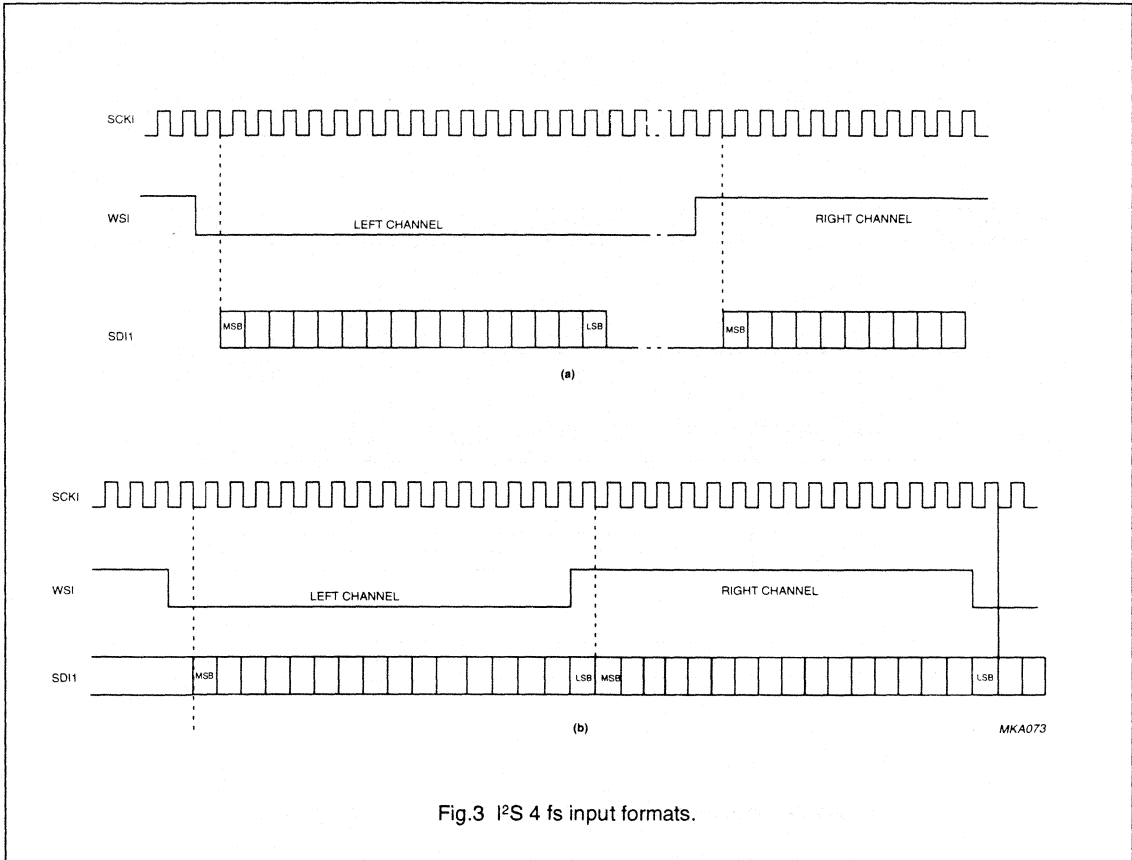 SCKI
WSI
LEFT CHANNEL
RIGHT CHANNEL
SDI1
MSB
LSB
MSB
(a)
SCKI
WSI
LEFT CHANNEL
RIGHT CHANNEL
SDI1
MSB
LSB
MSB
LSB
(b)
MKA073
Fig.3 I²S 4 fs input formats.